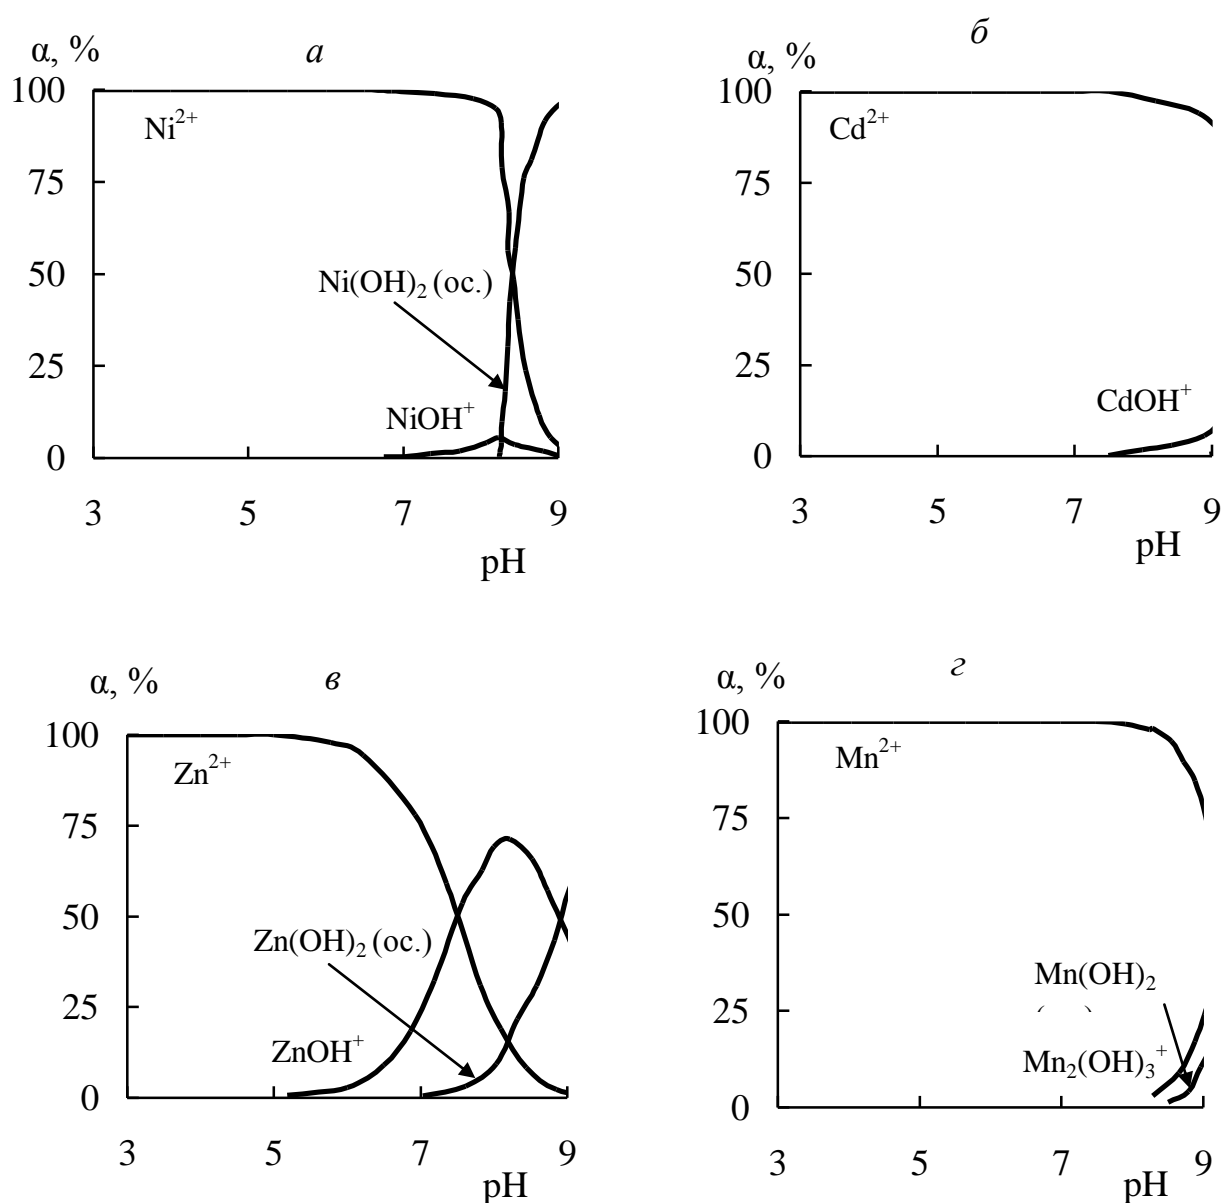 α, %
а
100
75
50
25
0
Ni²⁺
Ni(OH)₂ (ос.)
NiOH⁺
3 5 7 9
pH
б
α, %
100
75
50
25
0
Cd²⁺
CdOH⁺
3 5 7 9
pH
α, %
в
100
75
50
25
0
Zn²⁺
Zn(OH)₂ (ос.)
ZnOH⁺
3 5 7 9
pH
г
α, %
100
75
50
25
0
Mn²⁺
Mn(OH)₂
Mn₂(OH)₃⁺
3 5 7 9
pH